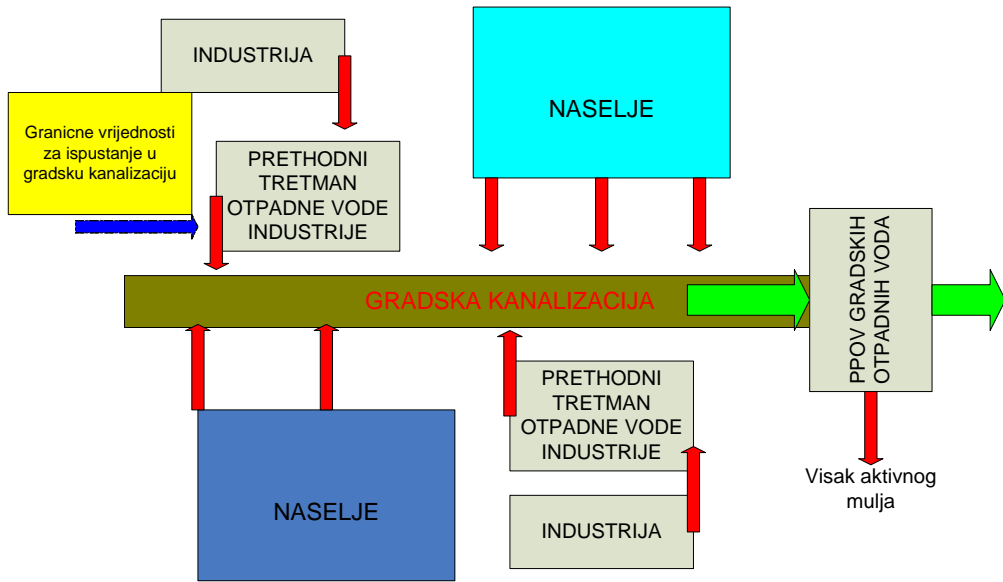 INDUSTRIJA
NASELJE
Granicne vrijednosti
za ispustanje u
gradsku kanalizaciju
PRETHODNI
TRETMAN
OTPADNE VODE
INDUSTRIJE
GRADSKA KANALIZACIJA
PPOV GRADSKIH
OTPADNIH VODA
PRETHODNI
TRETMAN
OTPADNE VODE
INDUSTRIJE
Visak aktivnog
mulja
NASELJE
INDUSTRIJA